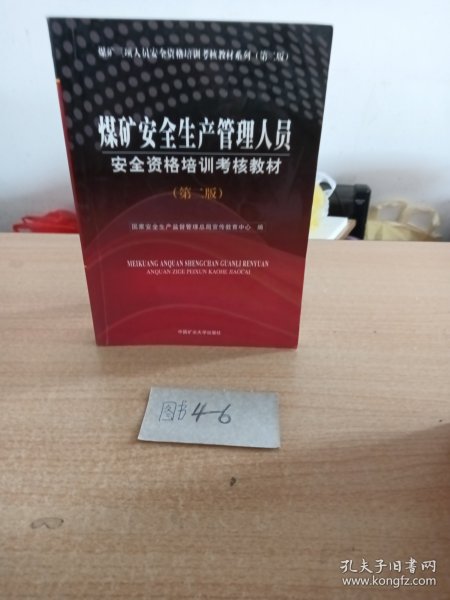 煤矿三项人员安全资格培训考核教材系列(第二版)
煤矿安全生产管理人员
安全资格培训考核教材
(第二版)
国家安全生产监督管理总局宣传教育中心 编
MEIKUANG ANQUAN SHENGCHAN GUANLI RENYUAN
ANQUAN ZIGE PEIXUN KAOHE JIAOCAI
中国矿业大学出版社
图书4-6
孔夫子旧书网
www.kongfz.com